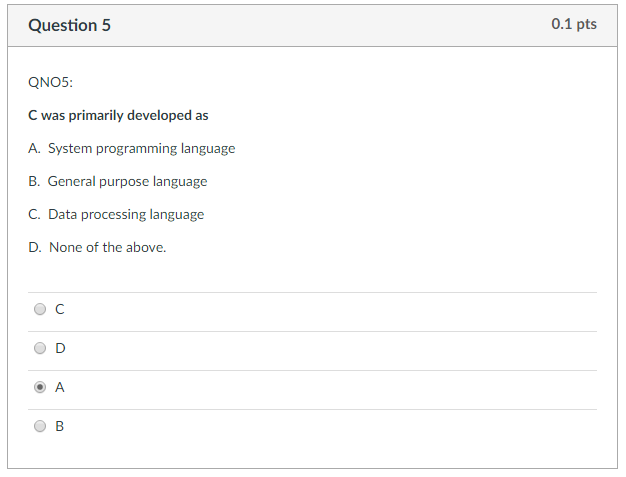 Question 5
0.1 pts
QNO5:
C was primarily developed as
A. System programming language
B. General purpose language
C. Data processing language
D. None of the above.
C
D
A
B